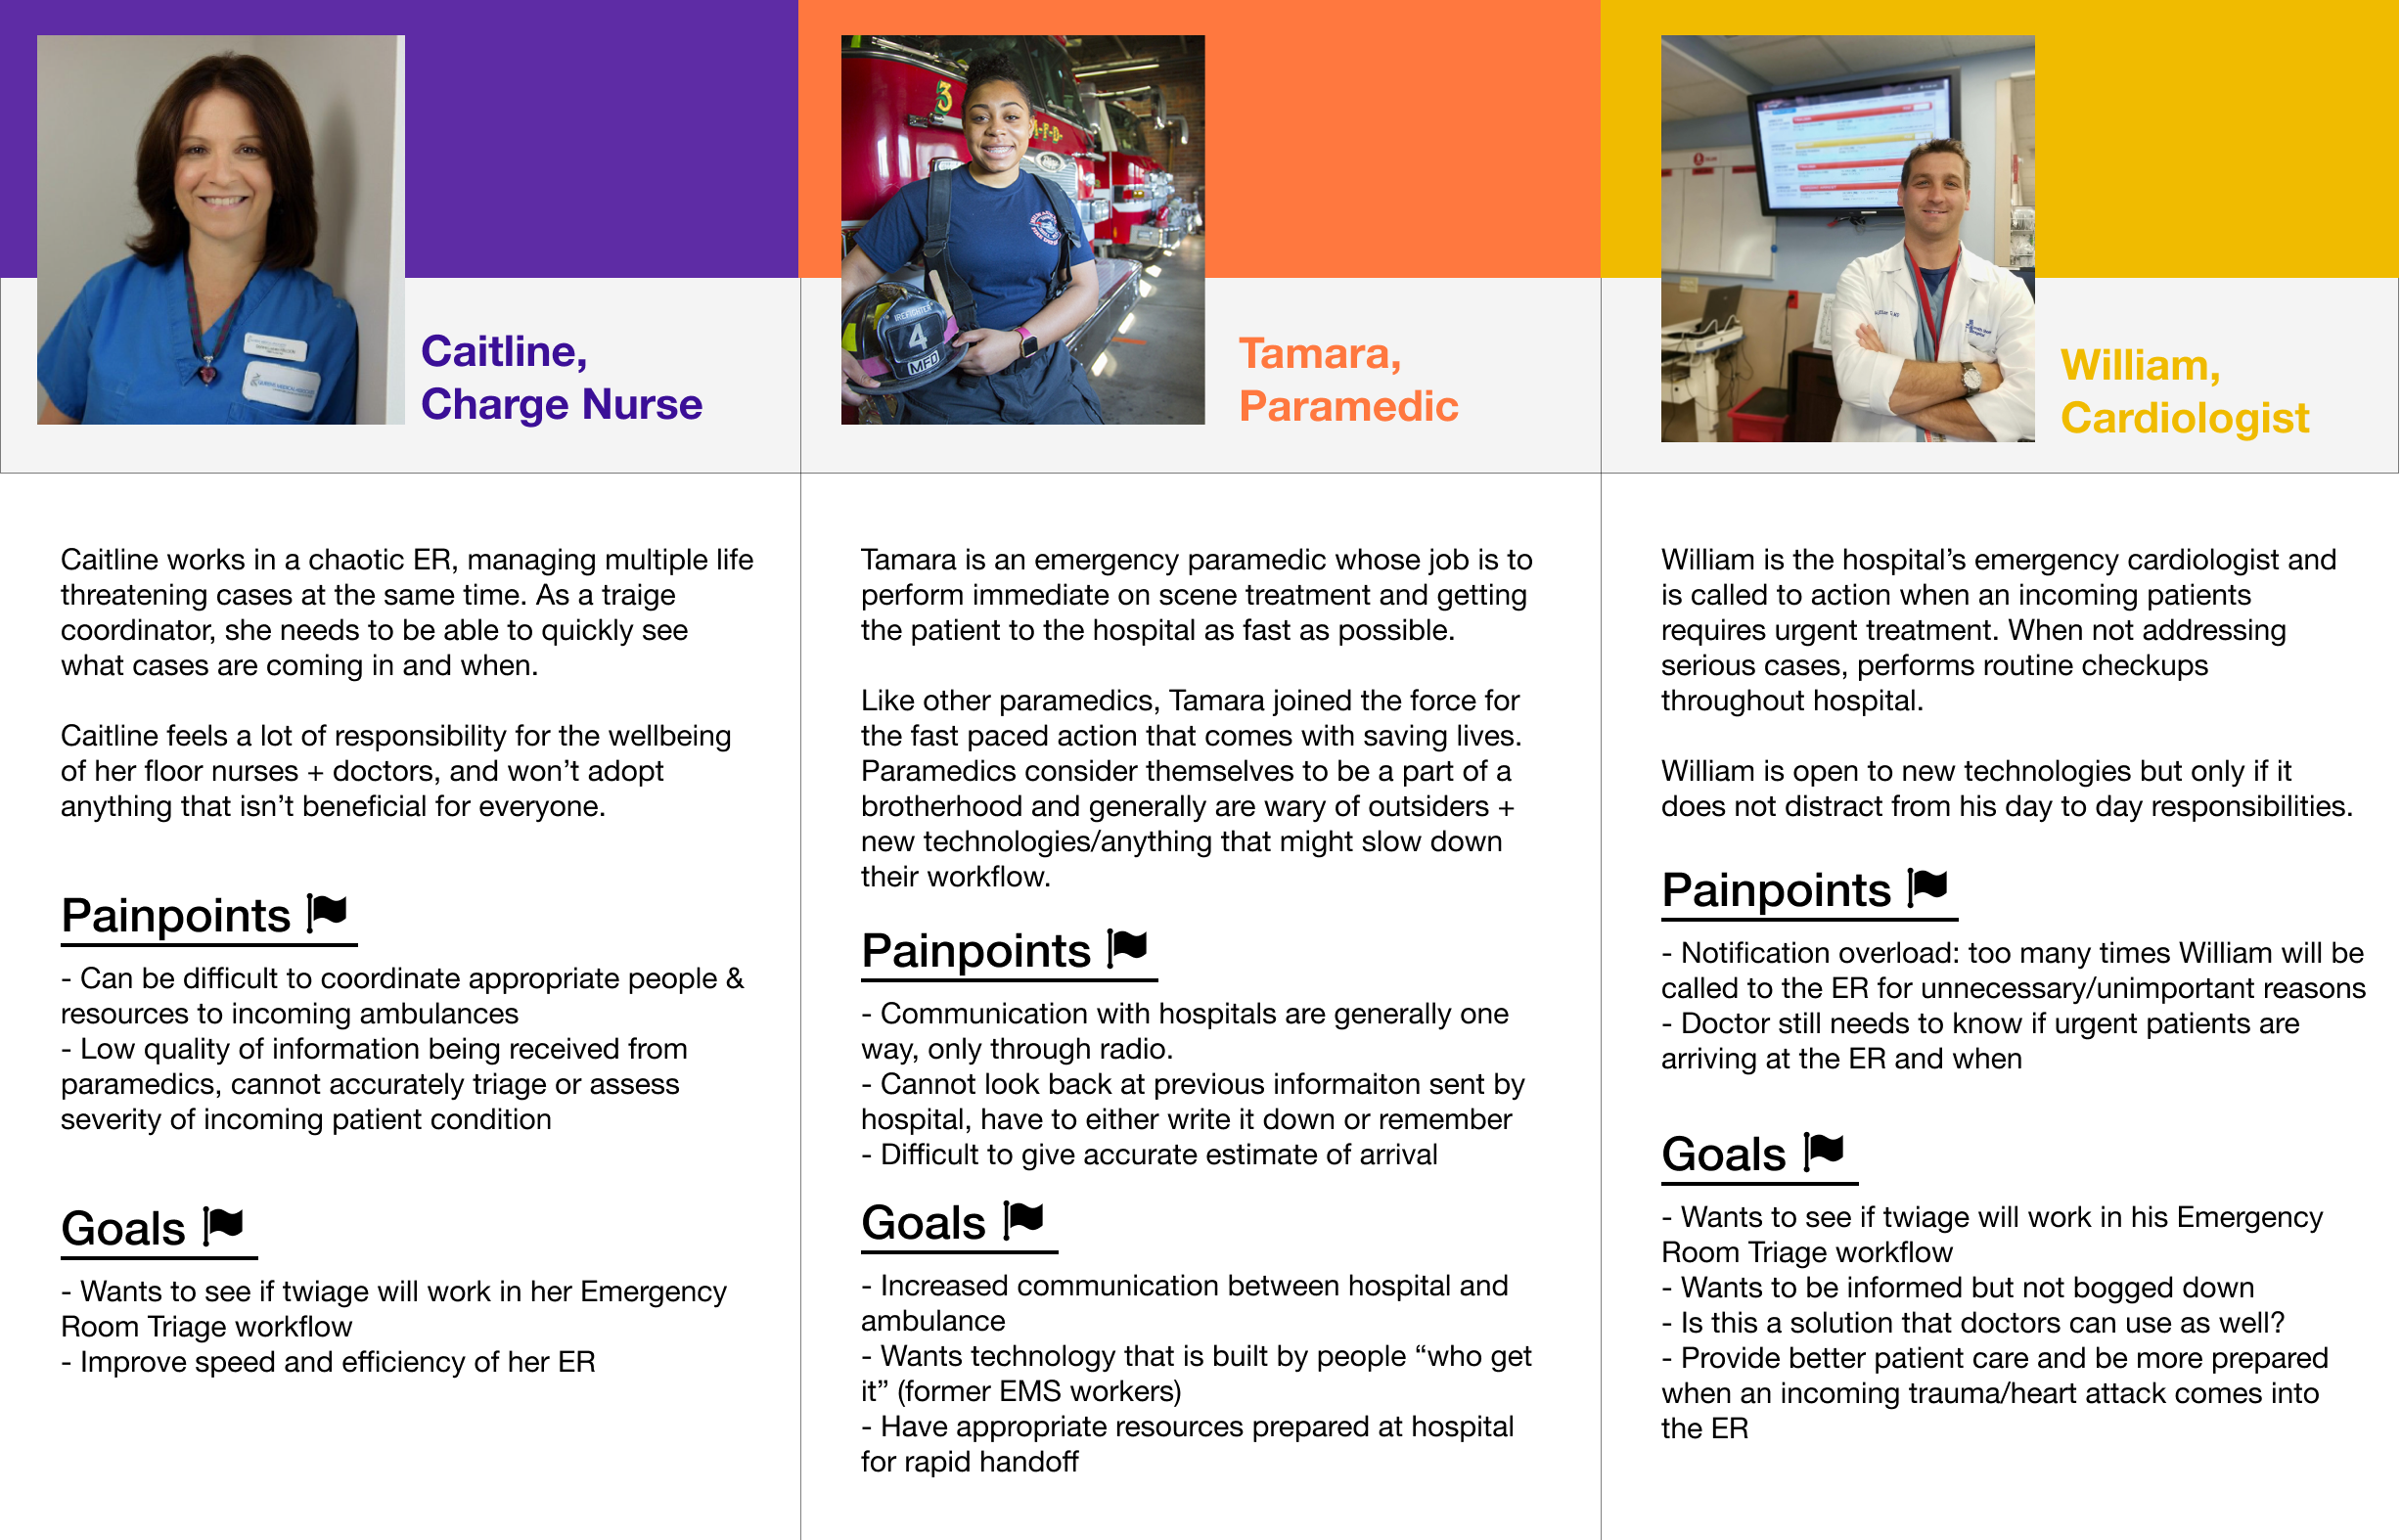 3
M-F-D-
FIREFIGHTER
4
MFD
Caitline,
Charge Nurse
Tamara,
Paramedic
William,
Cardiologist
Caitline works in a chaotic ER, managing multiple life
threatening cases at the same time. As a traige
coordinator, she needs to be able to quickly see
what cases are coming in and when.
Caitline feels a lot of responsibility for the wellbeing
of her floor nurses + doctors, and won’t adopt
anything that isn’t beneficial for everyone.
Painpoints
- Can be difficult to coordinate appropriate people &
resources to incoming ambulances
- Low quality of information being received from
paramedics, cannot accurately triage or assess
severity of incoming patient condition
Goals
- Wants to see if twiage will work in her Emergency
Room Triage workflow
- Improve speed and efficiency of her ER
Tamara is an emergency paramedic whose job is to
perform immediate on scene treatment and getting
the patient to the hospital as fast as possible.
Like other paramedics, Tamara joined the force for
the fast paced action that comes with saving lives.
Paramedics consider themselves to be a part of a
brotherhood and generally are wary of outsiders +
new technologies/anything that might slow down
their workflow.
Painpoints
- Communication with hospitals are generally one
way, only through radio.
- Cannot look back at previous informaiton sent by
hospital, have to either write it down or remember
- Difficult to give accurate estimate of arrival
Goals
- Increased communication between hospital and
ambulance
- Wants technology that is built by people “who get
it” (former EMS workers)
- Have appropriate resources prepared at hospital
for rapid handoff
William is the hospital’s emergency cardiologist and
is called to action when an incoming patients
requires urgent treatment. When not addressing
serious cases, performs routine checkups
throughout hospital.
William is open to new technologies but only if it
does not distract from his day to day responsibilities.
Painpoints
- Notification overload: too many times William will be
called to the ER for unnecessary/unimportant reasons
- Doctor still needs to know if urgent patients are
arriving at the ER and when
Goals
- Wants to see if twiage will work in his Emergency
Room Triage workflow
- Wants to be informed but not bogged down
- Is this a solution that doctors can use as well?
- Provide better patient care and be more prepared
when an incoming trauma/heart attack comes into
the ER